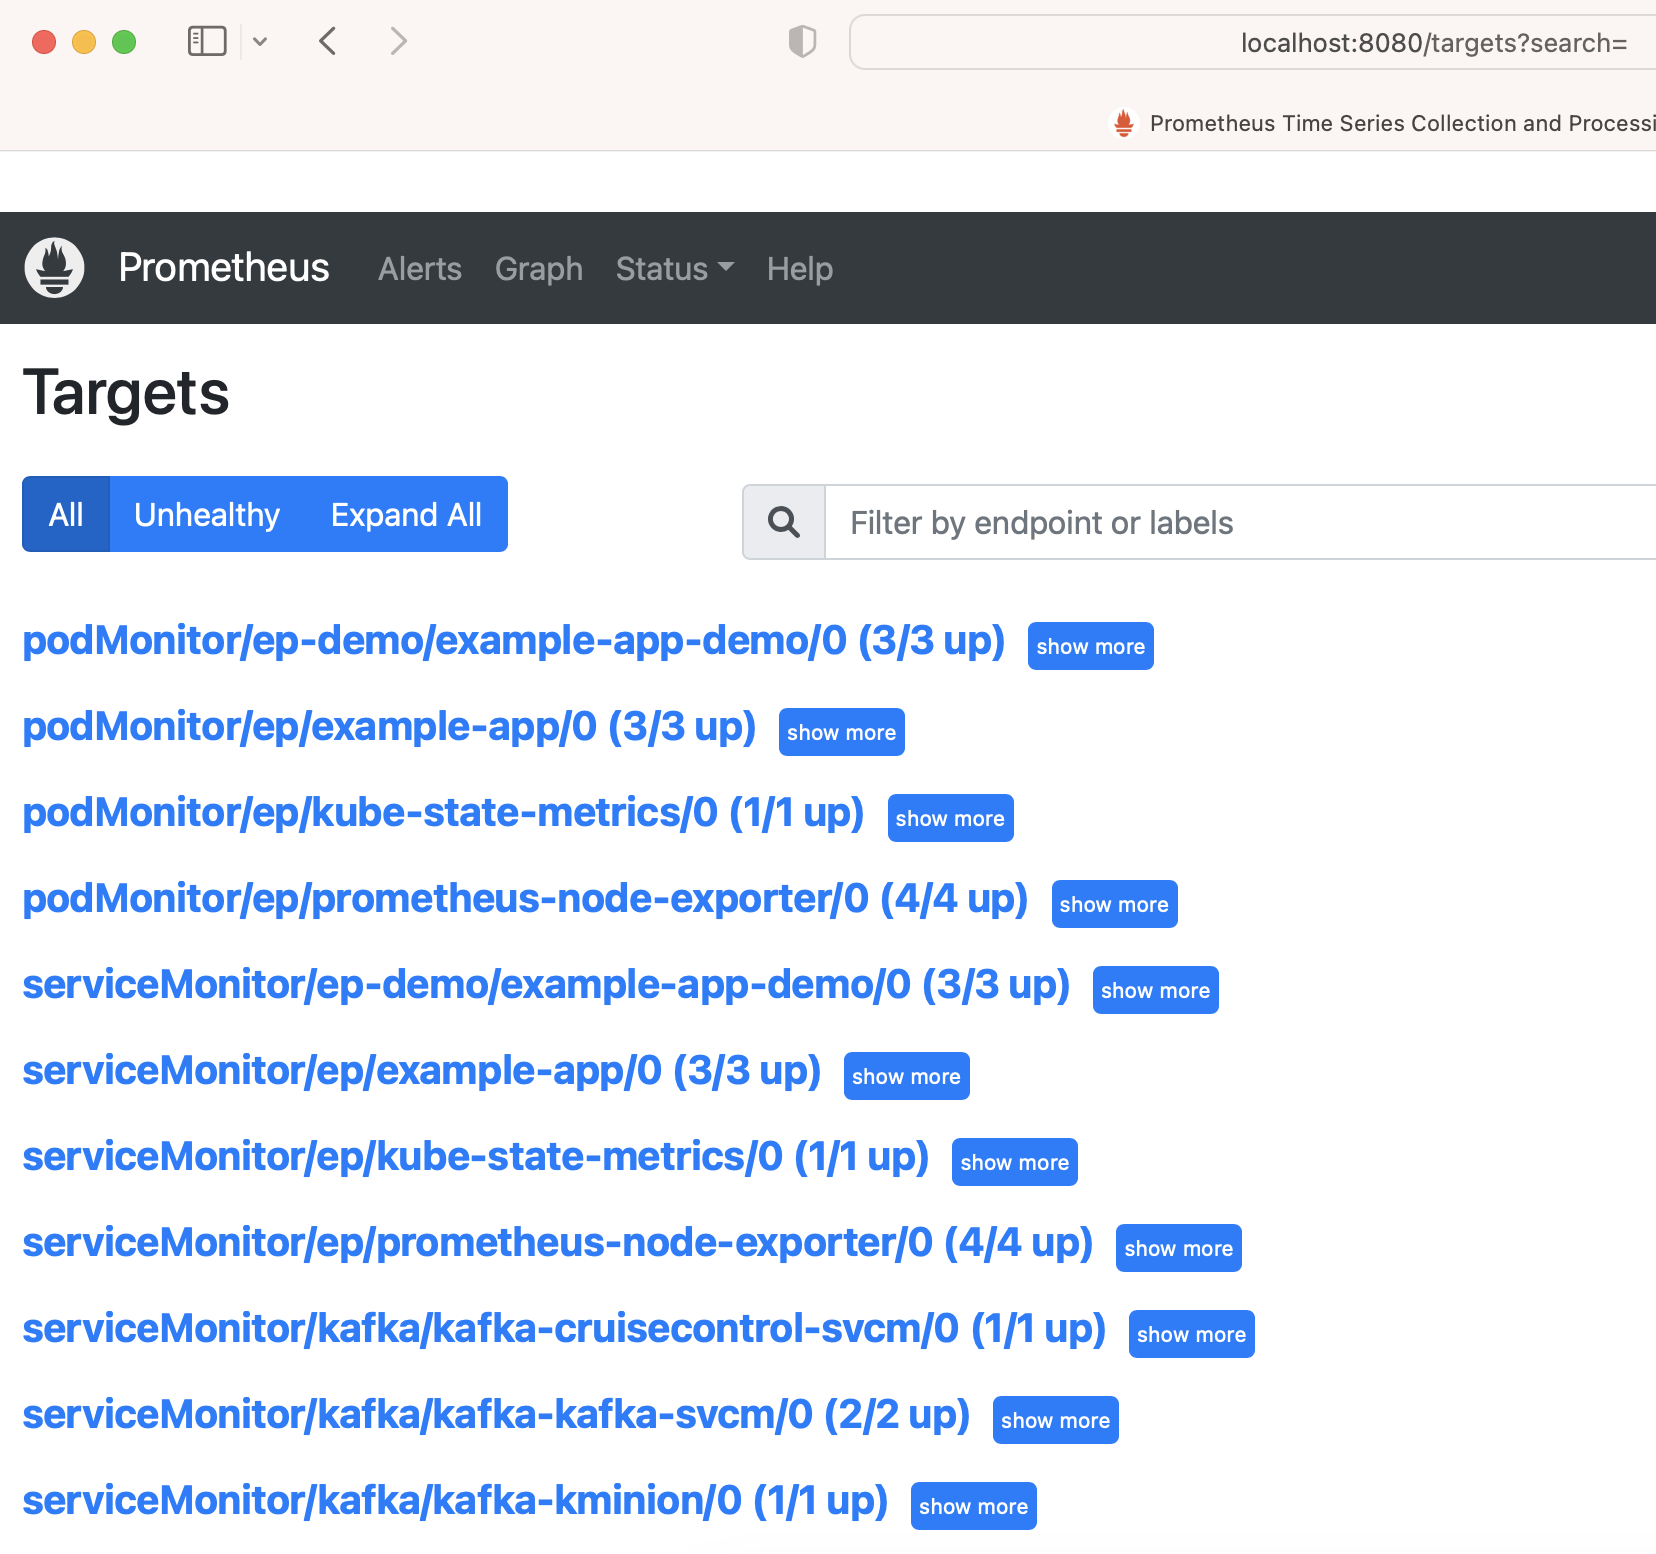 localhost:8080/targets?search=
Prometheus Time Series Collection and Processi
Prometheus Alerts Graph Status Help
Targets
All Unhealthy Expand All Filter by endpoint or labels
podMonitor/ep-demo/example-app-demo/0 (3/3 up) show more
podMonitor/ep/example-app/0 (3/3 up) show more
podMonitor/ep/kube-state-metrics/0 (1/1 up) show more
podMonitor/ep/prometheus-node-exporter/0 (4/4 up) show more
serviceMonitor/ep-demo/example-app-demo/0 (3/3 up) show more
serviceMonitor/ep/example-app/0 (3/3 up) show more
serviceMonitor/ep/kube-state-metrics/0 (1/1 up) show more
serviceMonitor/ep/prometheus-node-exporter/0 (4/4 up) show more
serviceMonitor/kafka/kafka-cruisecontrol-svcm/0 (1/1 up) show more
serviceMonitor/kafka/kafka-kafka-svcm/0 (2/2 up) show more
serviceMonitor/kafka/kafka-kminion/0 (1/1 up) show more